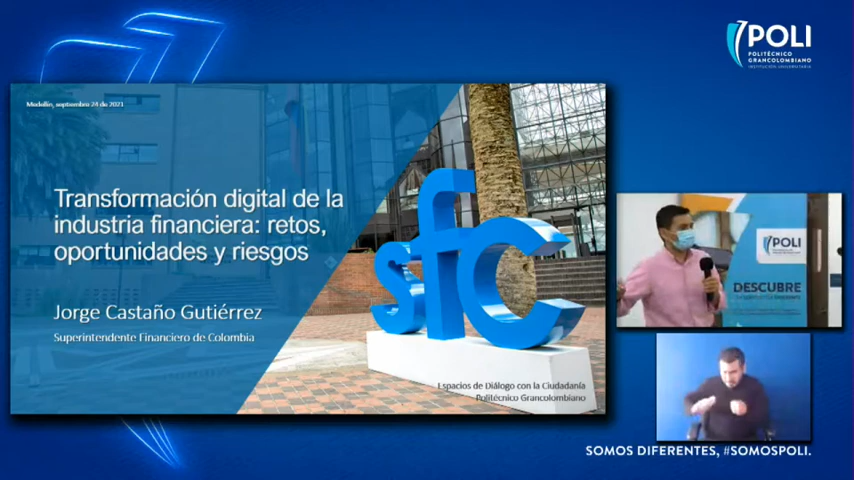 POLI
POLITÉCNICO
GRANCOLOMBIANO
INSTITUCIÓN UNIVERSITARIA
Medellín, septiembre 24 de 2021
Transformación digital de la
industria financiera: retos,
oportunidades y riesgos
Jorge Castaño Gutiérrez
Superintendente Financiero de Colombia
sfc
Espacios de Diálogo con la Ciudadanía
Politécnico Grancolombiano
POLI
DESCUBRE
SOMOS DIFERENTES, #SOMOSPOLI.